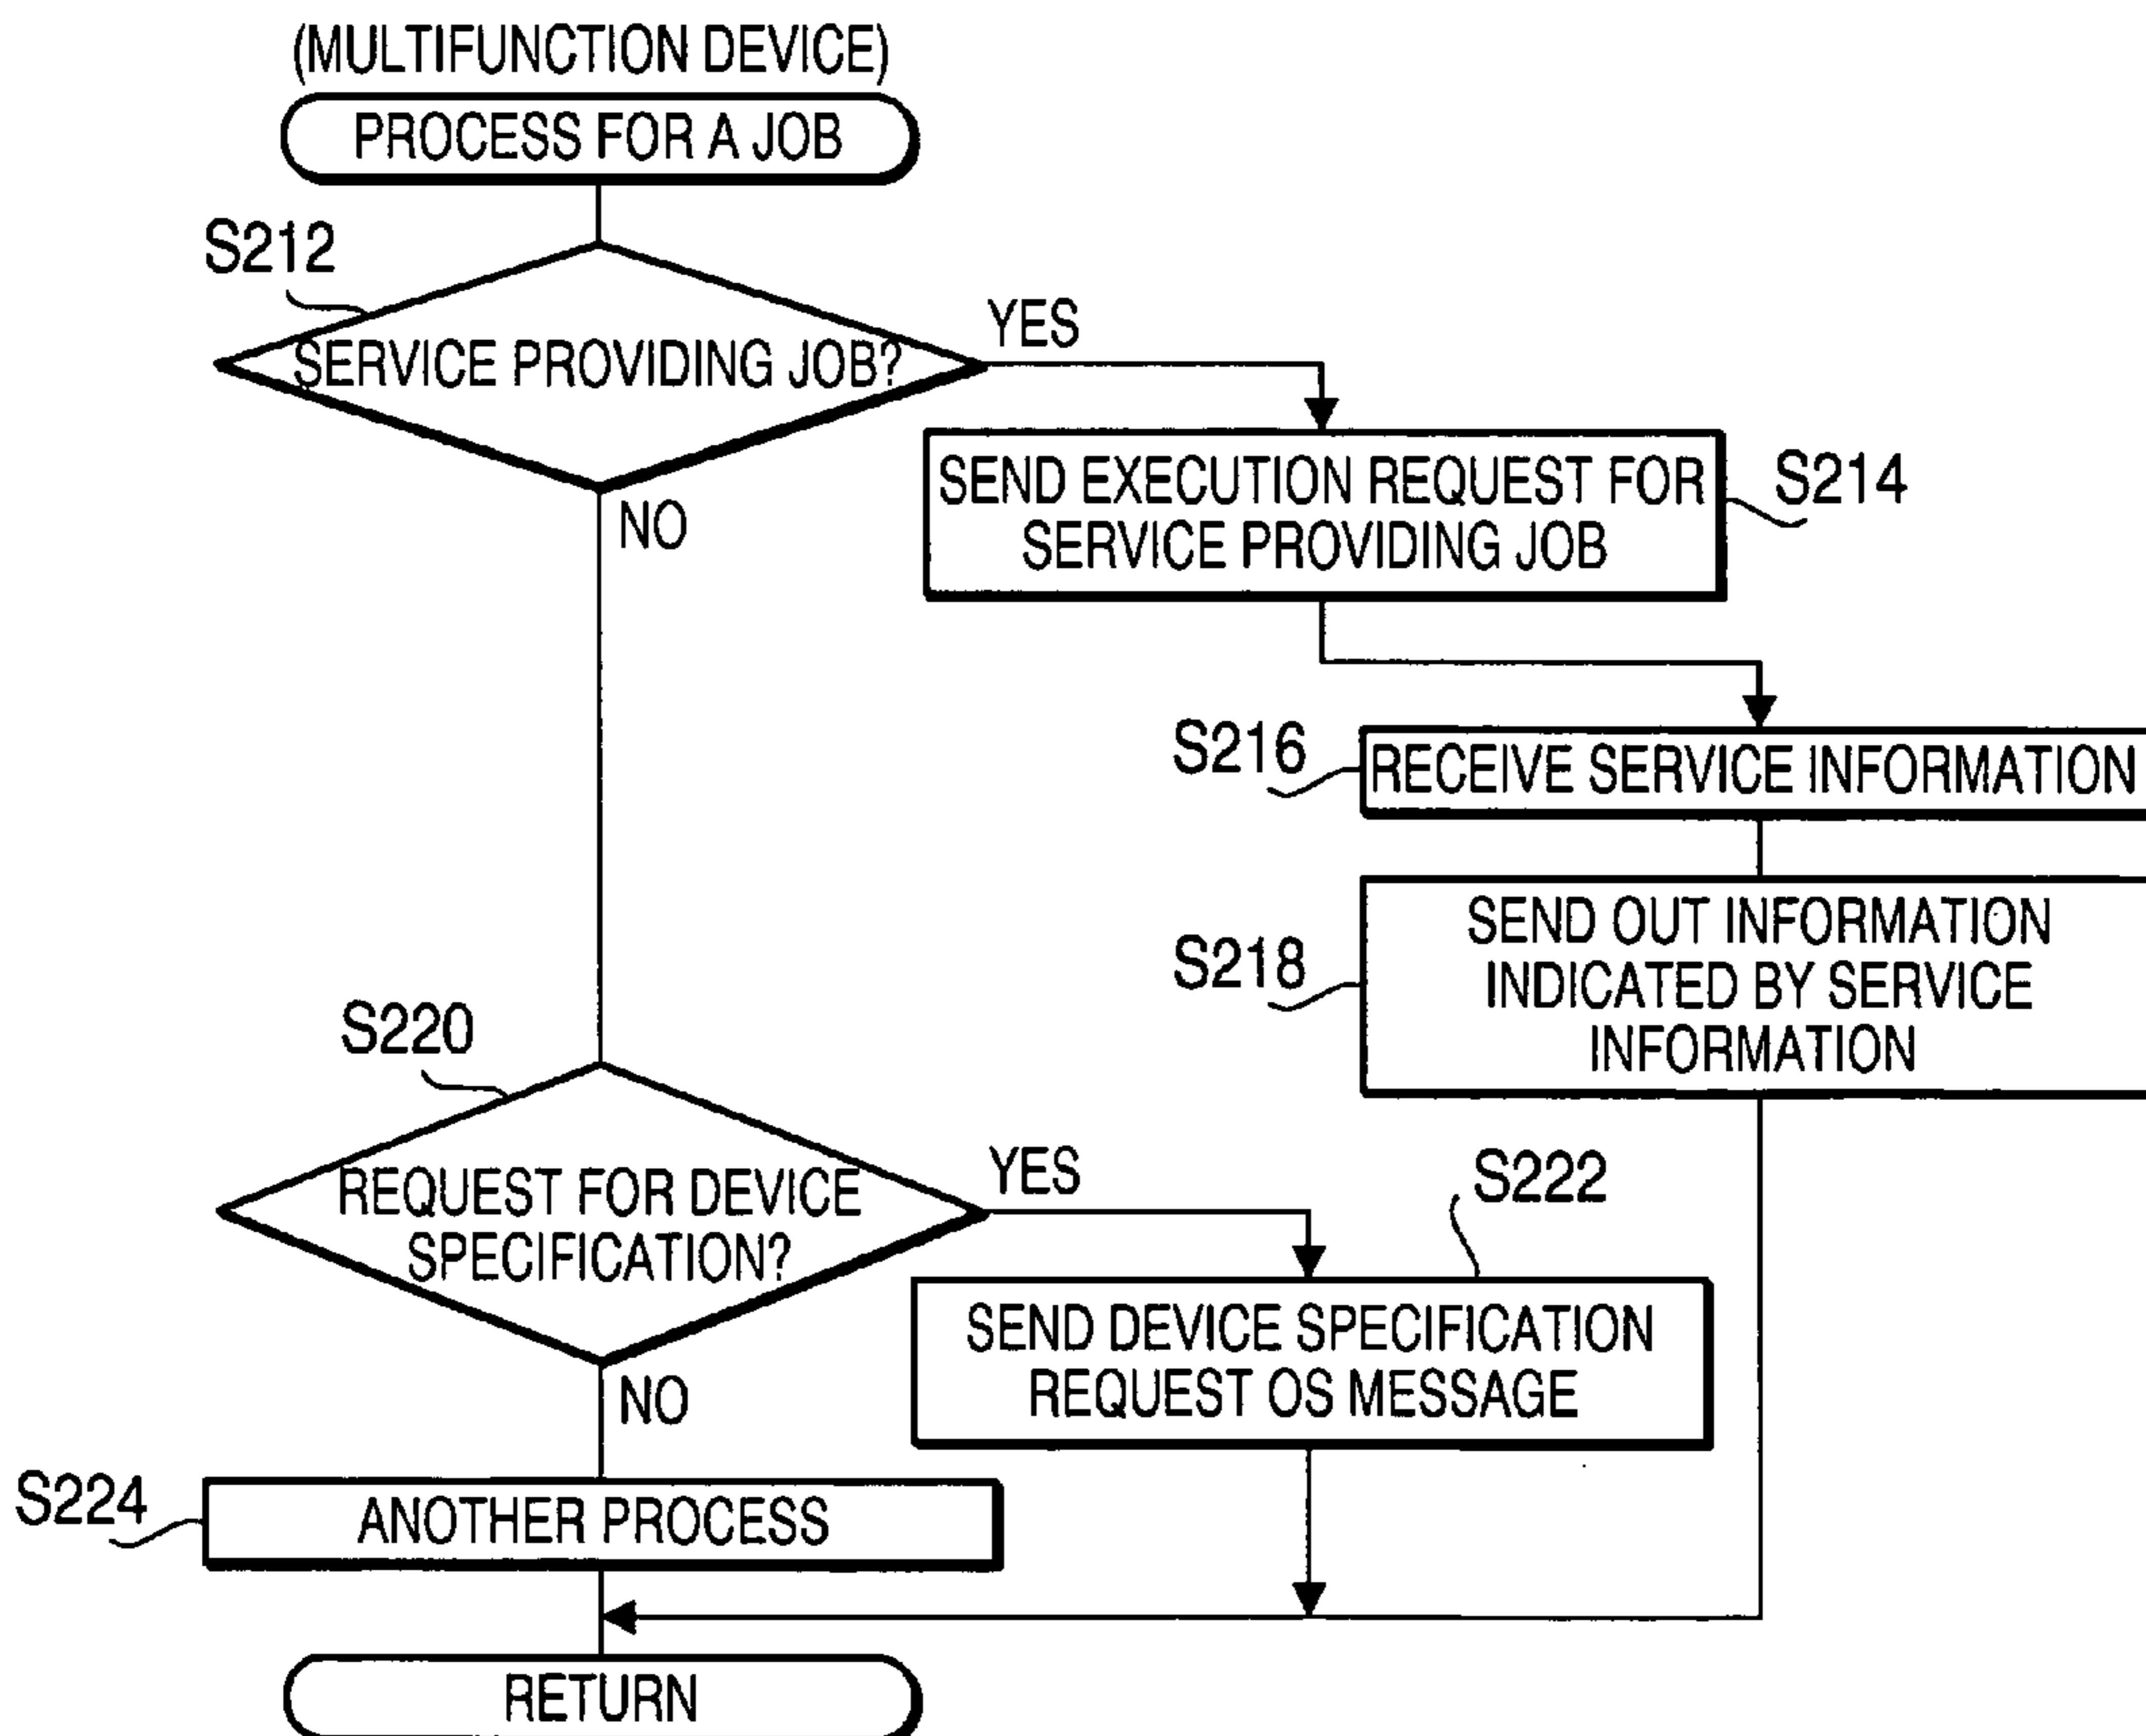 (MULTIFUNCTION DEVICE)
PROCESS FOR A JOB
S212
SERVICE PROVIDING JOB?
YES
NO
SEND EXECUTION REQUEST FOR
SERVICE PROVIDING JOB
S214
S216
RECEIVE SERVICE INFORMATION
S218
SEND OUT INFORMATION
INDICATED BY SERVICE
INFORMATION
S220
REQUEST FOR DEVICE
SPECIFICATION?
YES
NO
S222
SEND DEVICE SPECIFICATION
REQUEST OS MESSAGE
S224
ANOTHER PROCESS
RETURN